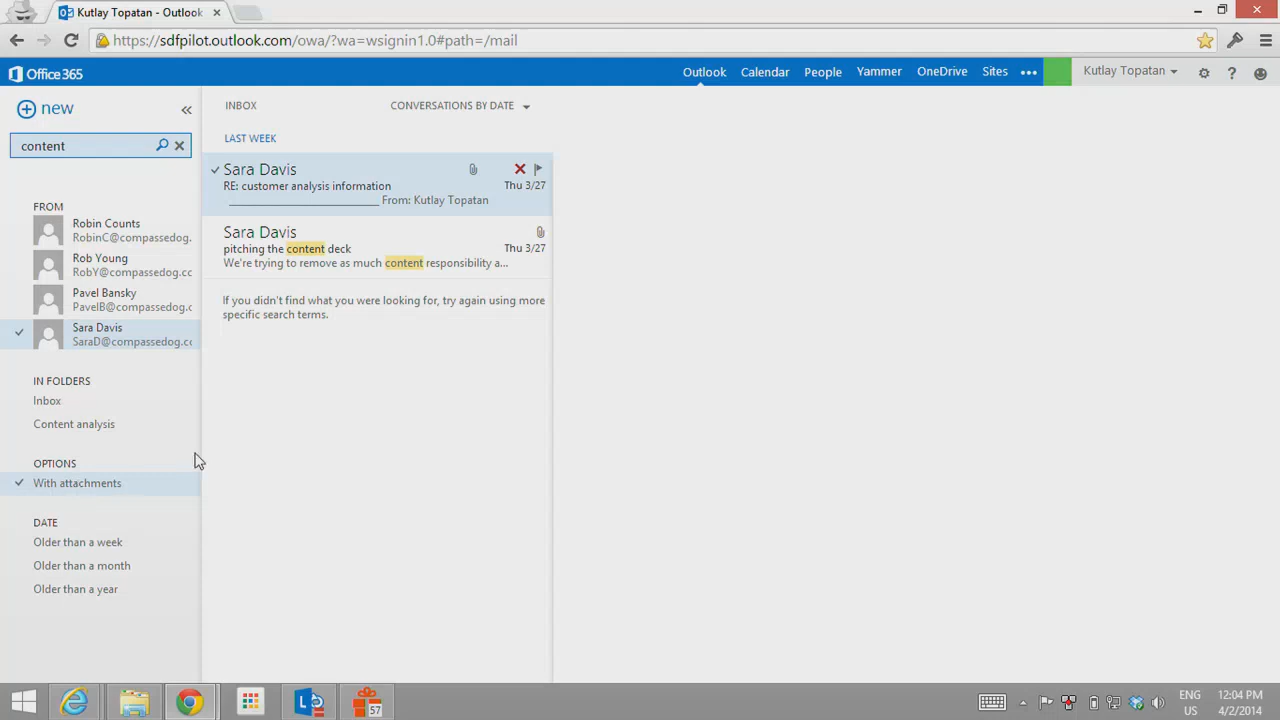 Kutlay Topatan - Outlook
https://sdfpilot.outlook.com/owa/?wa=wsignin1.0#path=/mail
Office 365
Outlook Calendar People Yammer OneDrive Sites ••• Kutlay Topatan ?
new
content
FROM
Robin Counts
RobinC@compassedog.cc
Rob Young
RobY@compassedog.cc
Pavel Bansky
PavelB@compassedog.cc
Sara Davis
SaraD@compassedog.cc
IN FOLDERS
Inbox
Content analysis
OPTIONS
With attachments
DATE
Older than a week
Older than a month
Older than a year
INBOX CONVERSATIONS BY DATE
LAST WEEK
Sara Davis
RE: customer analysis information Thu 3/27
From: Kutlay Topatan
Sara Davis
pitching the content deck Thu 3/27
We're trying to remove as much content responsibility a...
If you didn't find what you were looking for, try again using more
specific search terms.
57
ENG
US
12:04 PM
4/2/2014